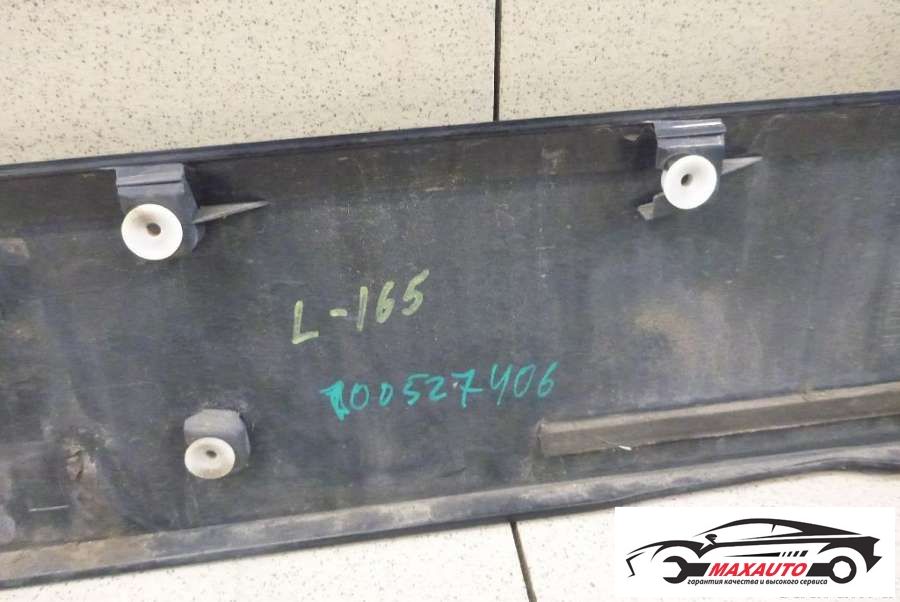 L-165
100527406
MAXAUTO
гарантия качества и высокого сервиса